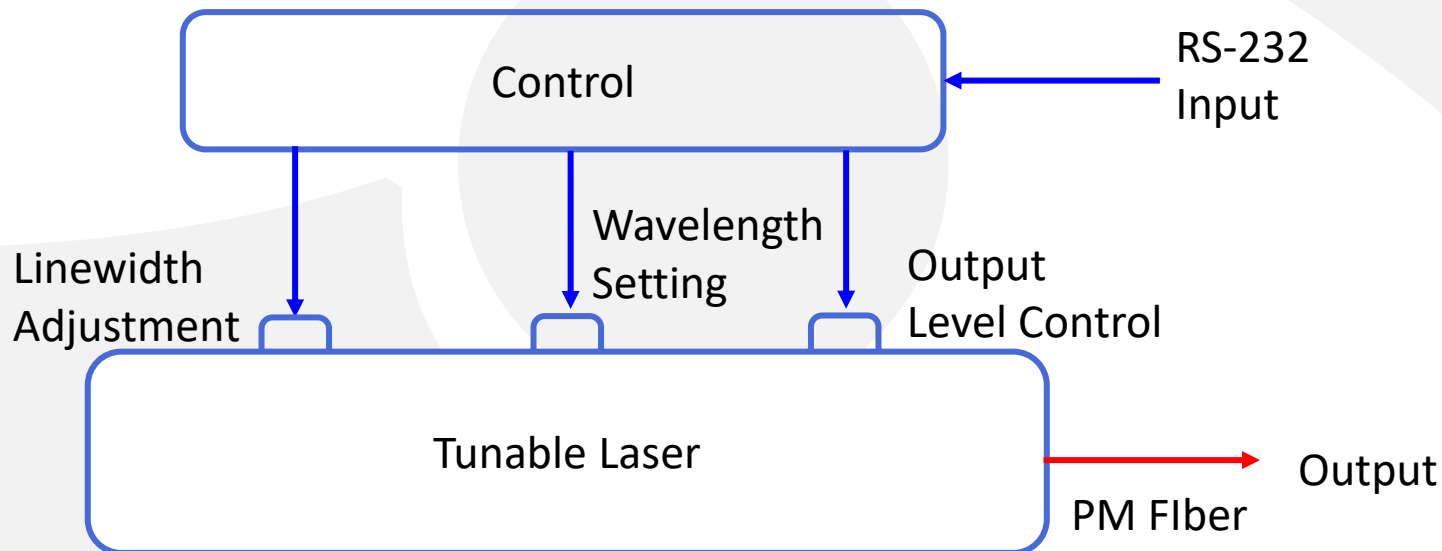 Control
RS-232
Input
Wavelength
Setting
Linewidth
Adjustment
Output
Level Control
Tunable Laser
Output
PM FIber